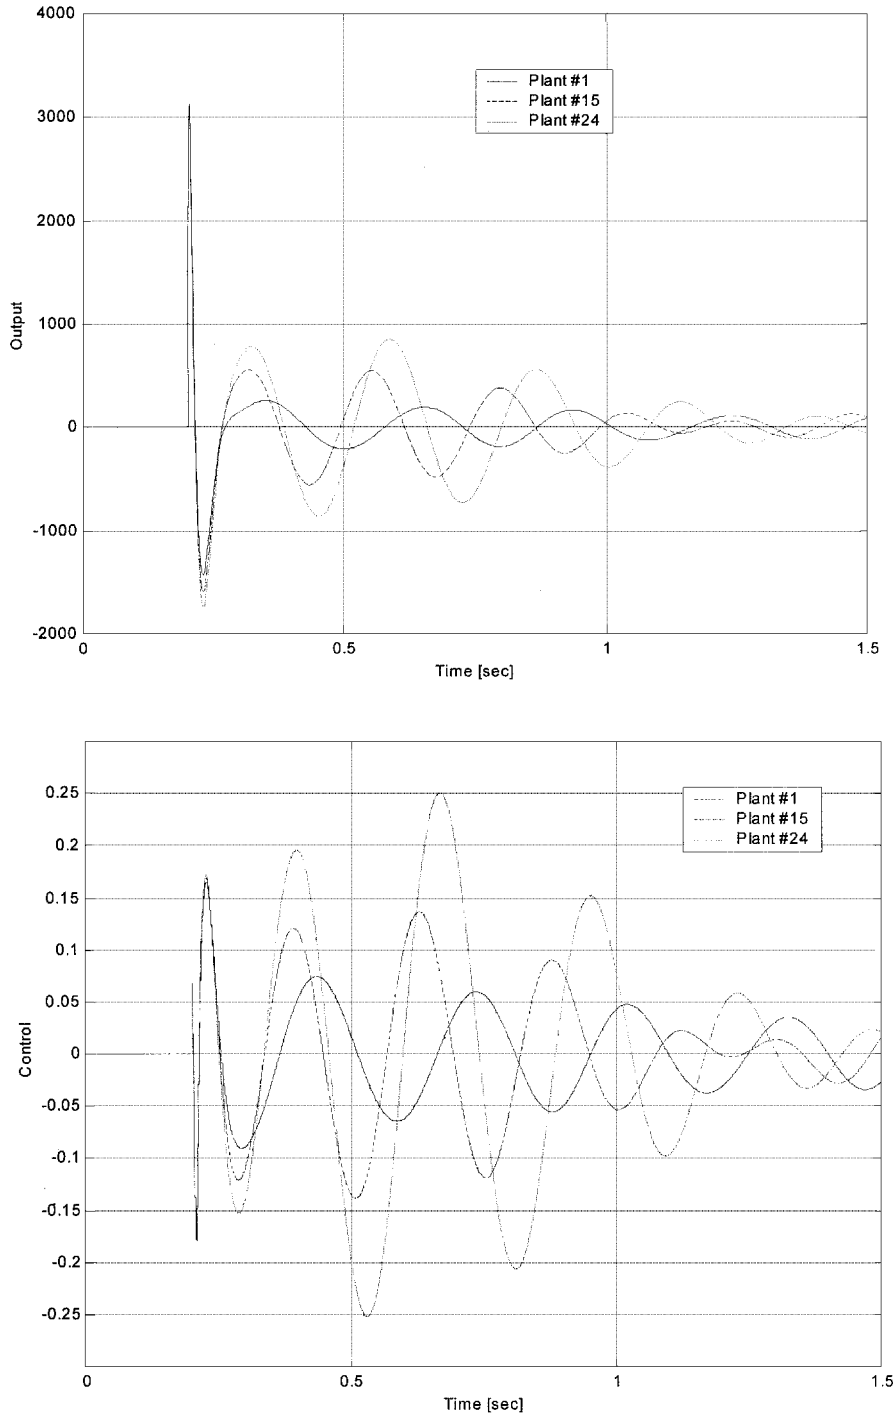 4000
3000
2000
1000
0
-1000
-2000
Output
Plant #1
Plant #15
Plant #24
0
0.5
1
1.5
Time [sec]
0.25
0.2
0.15
0.1
0.05
0
-0.05
-0.1
-0.15
-0.2
-0.25
Control
Plant #1
Plant #15
Plant #24
0
0.5
1
1.5
Time [sec]